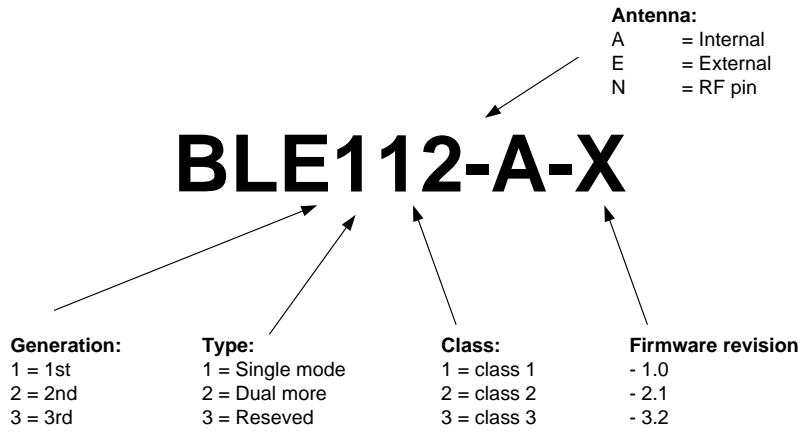 Antenna:
A = Internal
E = External
N = RF pin
BLE112-A-X
Generation:
1 = 1st
2 = 2nd
3 = 3rd
Type:
1 = Single mode
2 = Dual more
3 = Reseved
Class:
1 = class 1
2 = class 2
3 = class 3
Firmware revision
- 1.0
- 2.1
- 3.2